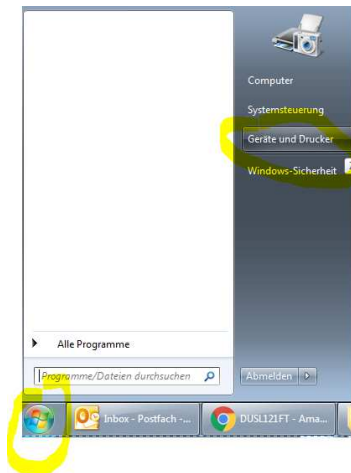 Computer
Systemsteuerung
Geräte und Drucker
Windows-Sicherheit
Alle Programme
Programme/Dateien durchsuchen
Abmelden
Inbox - Postfach -...
DUSL121FT - Ama...